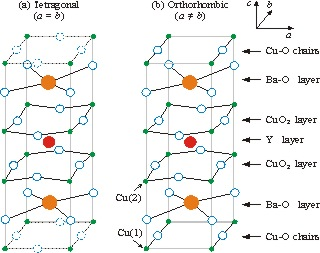 (a) Tetragonal
(a = b)
(b) Orthorhombic
(a ≠ b)
c
b
a
Cu-O chains
Ba-O layer
CuO₂ layer
Y layer
CuO₂ layer
Cu(2)
Ba-O layer
Cu(1)
Cu-O chains